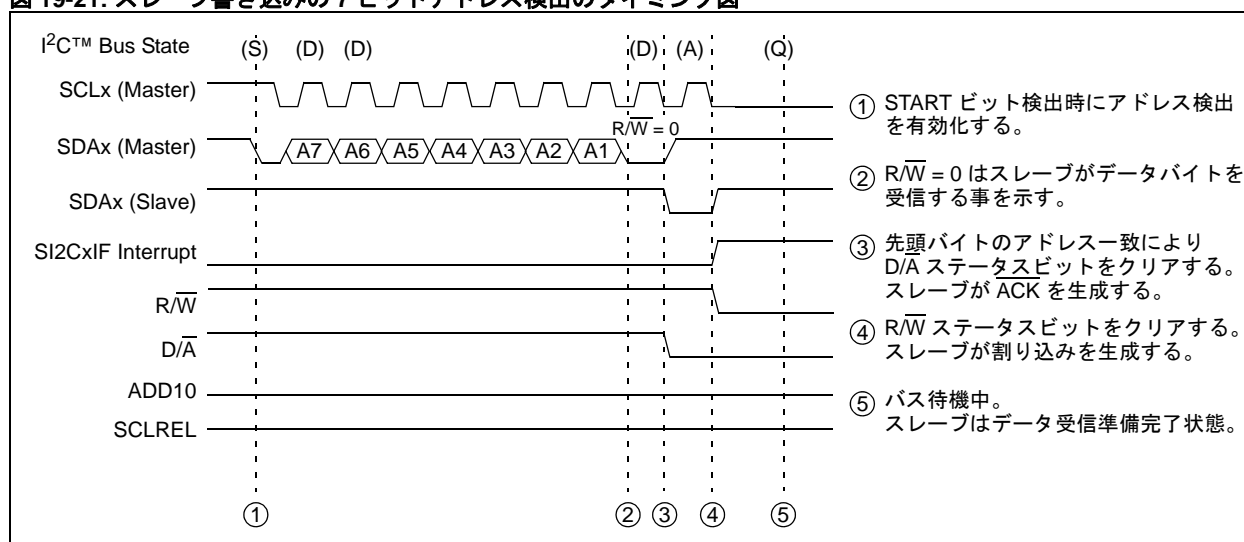 図 19-21: スレーブ書き込みの 7 ビットアドレス検出のタイミング図
I²C™ Bus State (S) (D) (D) (D) (A) (Q)
SCLx (Master)
R/W̅ = 0
SDAx (Master) A7 A6 A5 A4 A3 A2 A1
SDAx (Slave)
SI2CxIF Interrupt
R/W̅
D/A̅
ADD10
SCLREL
① ② ③ ④ ⑤
① START ビット検出時にアドレス検出
を有効化する。
② R/W̅ = 0 はスレーブがデータバイトを
受信する事を示す。
③ 先頭バイトのアドレス一致により
D/A̅ ステータスビットをクリアする。
スレーブが A̅C̅K̅ を生成する。
④ R/W̅ ステータスビットをクリアする。
スレーブが割り込みを生成する。
⑤ バス待機中。
スレーブはデータ受信準備完了状態。